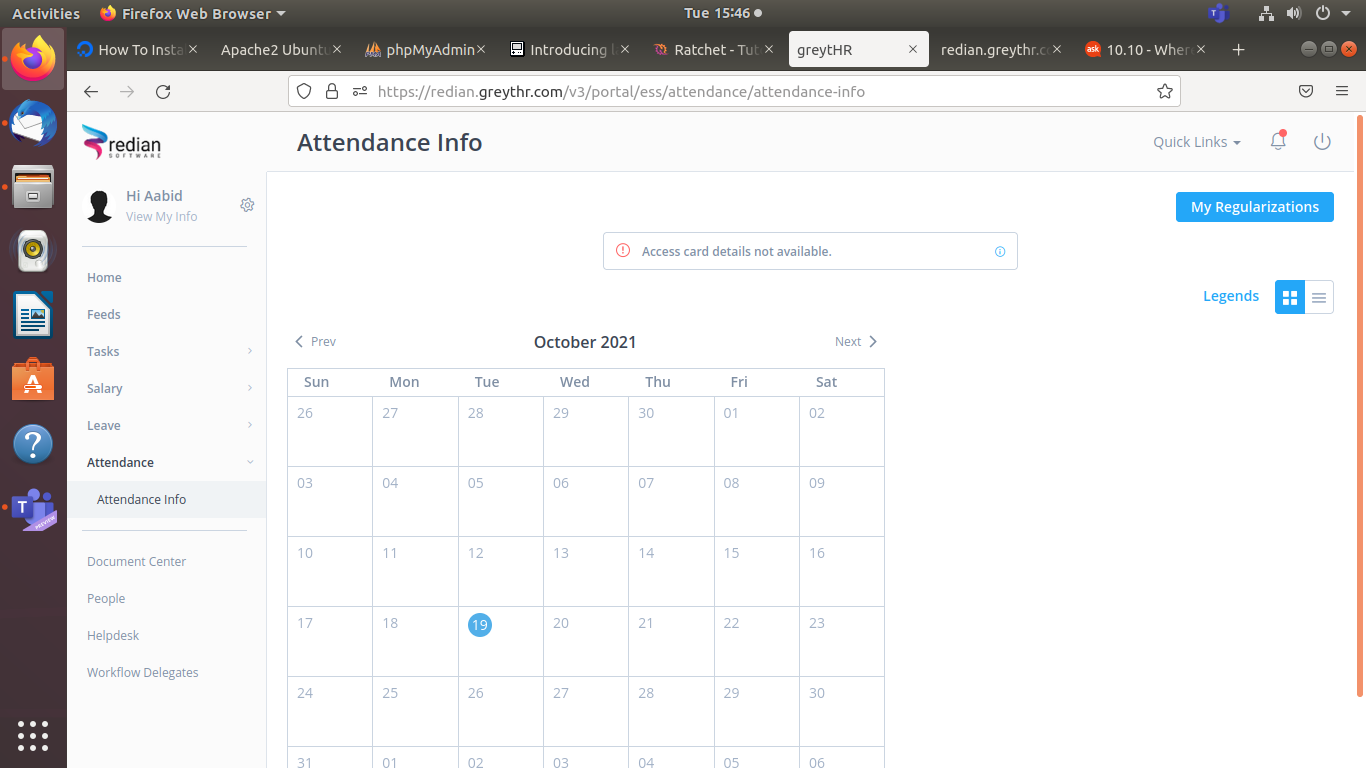 Activities Firefox Web Browser Tue 15:46
How To Insta Apache2 Ubuntu phpMyAdmin Introducing Ratchet - Tut greytHR redian.greythr.co 10.10 - Where
https://redian.greythr.com/v3/portal/ess/attendance/attendance-info
redian
SOFTWARE
Attendance Info
Quick Links
Hi Aabid
View My Info
My Regularizations
Access card details not available.
Home
Feeds
Tasks
Salary
Leave
Attendance
Attendance Info
Document Center
People
Helpdesk
Workflow Delegates
Legends
Prev October 2021 Next
Sun Mon Tue Wed Thu Fri Sat
26 27 28 29 30 01 02
03 04 05 06 07 08 09
10 11 12 13 14 15 16
17 18 19 20 21 22 23
24 25 26 27 28 29 30
31 01 02 03 04 05 06
T
ask
A
?
T
PREVIEW